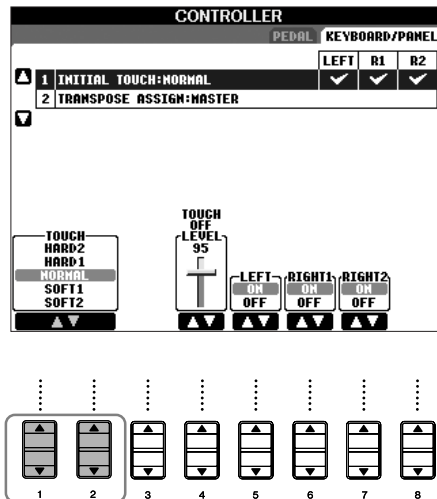 CONTROLLER
PEDAL KEYBOARD/PANEL
LEFT R1 R2
1 INITIAL TOUCH:NORMAL
2 TRANSPOSE ASSIGN:MASTER
TOUCH
HARD2
HARD1
NORMAL
SOFT1
SOFT2
TOUCH
OFF
LEVEL
95
LEFT
ON
OFF
RIGHT1
ON
OFF
RIGHT2
ON
OFF
1 2 3 4 5 6 7 8